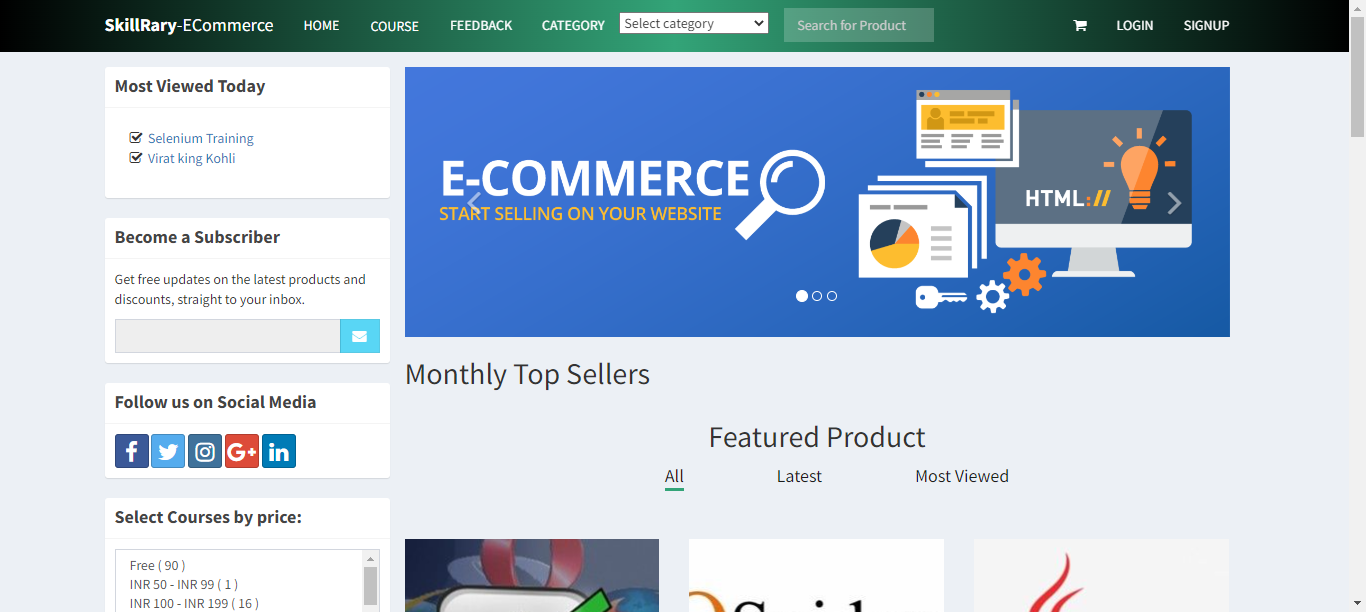 SkillRary-ECommerce HOME COURSE FEEDBACK CATEGORY Select category Search for Product LOGIN SIGNUP
Most Viewed Today
Selenium Training
Virat king Kohli
Become a Subscriber
Get free updates on the latest products and
discounts, straight to your inbox.
Follow us on Social Media
Select Courses by price:
Free ( 90 )
INR 50 - INR 99 ( 1 )
INR 100 - INR 199 ( 16 )
E-COMMERCE
START SELLING ON YOUR WEBSITE
HTML://
Monthly Top Sellers
Featured Product
All Latest Most Viewed